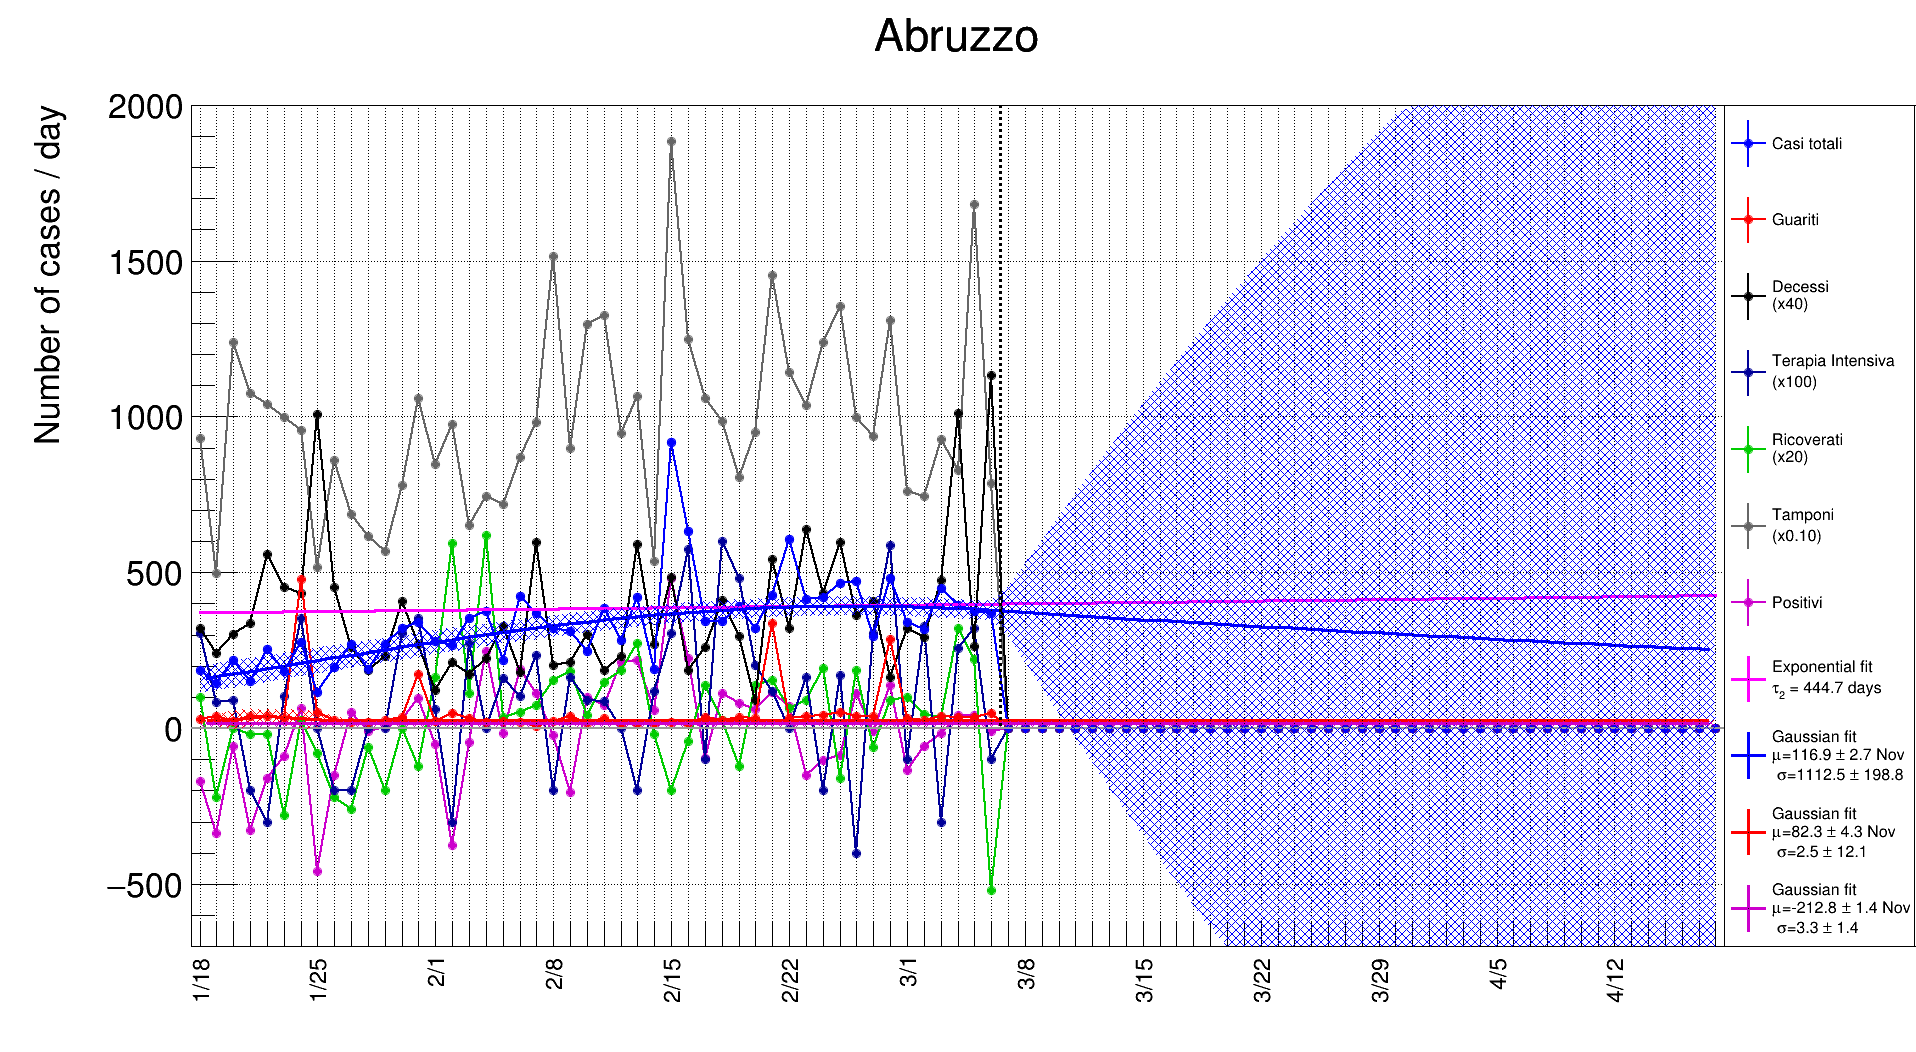 Abruzzo
Number of cases / day
2000
1500
1000
500
0
−500
1/18
1/25
2/1
2/8
2/15
2/22
3/1
3/8
3/15
3/22
3/29
4/5
4/12
Casi totali
Guariti
Decessi
(x40)
Terapia Intensiva
(x100)
Ricoverati
(x20)
Tamponi
(x0.10)
Positivi
Exponential fit
τ2 = 444.7 days
Gaussian fit
μ=116.9 ± 2.7 Nov
σ=1112.5 ± 198.8
Gaussian fit
μ=82.3 ± 4.3 Nov
σ=2.5 ± 12.1
Gaussian fit
μ=-212.8 ± 1.4 Nov
σ=3.3 ± 1.4